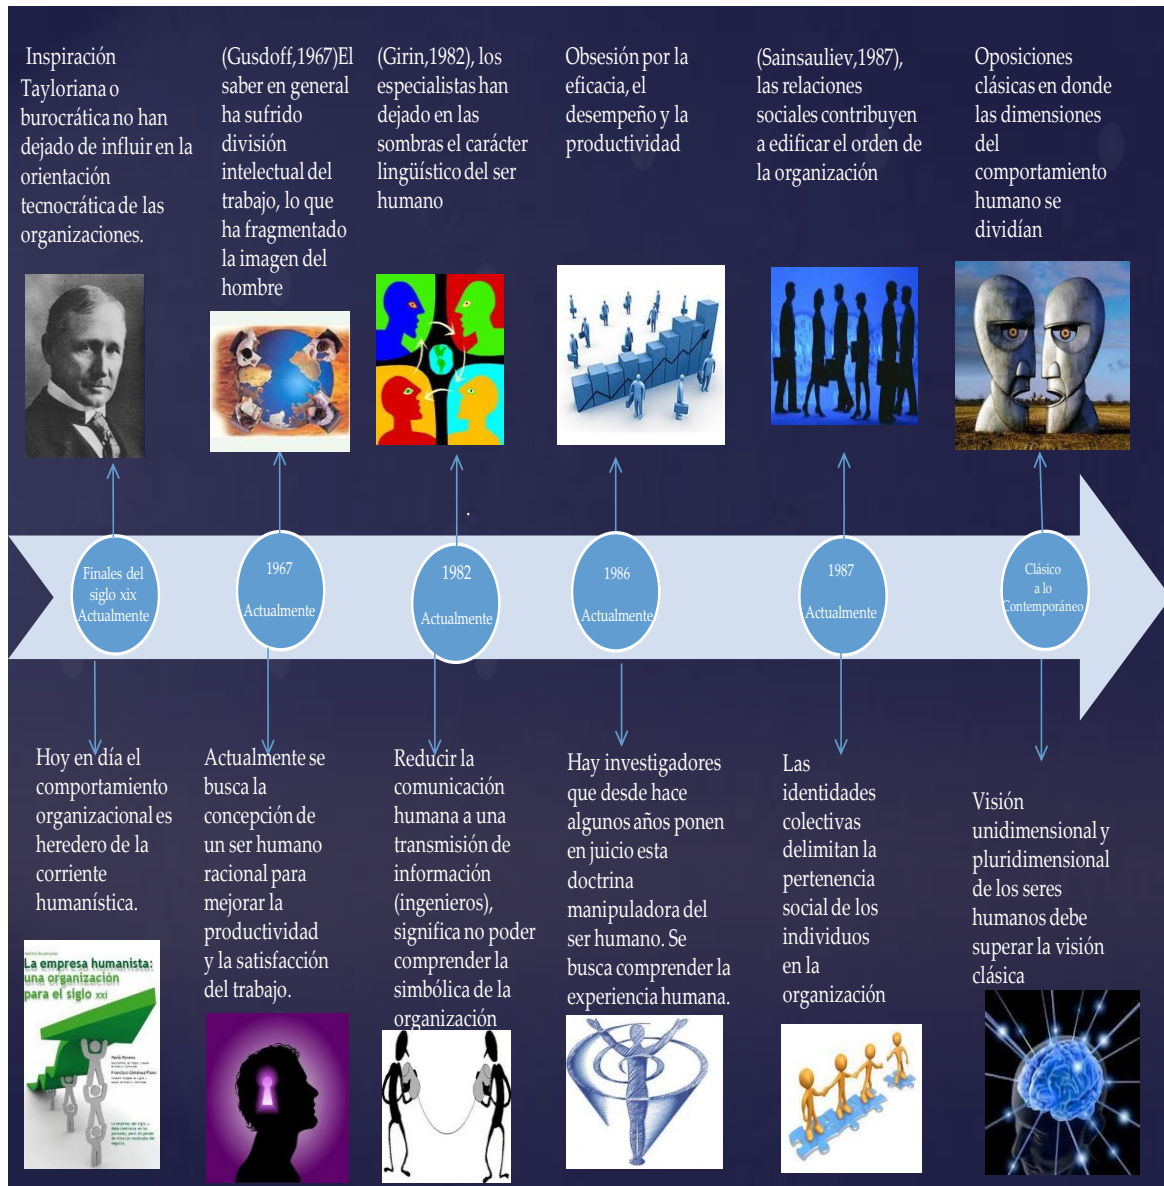 Inspiración
Tayloriana o
burocrática no han
dejado de influir en la
orientación
tecnocrática de las
organizaciones.
(Gusdoff,1967)El
saber en general
ha sufrido
división
intelectual del
trabajo, lo que
ha fragmentado
la imagen del
hombre
(Girin,1982), los
especialistas han
dejado en las
sombras el carácter
lingüístico del ser
humano
Obsesión por la
eficacia, el
desempeño y la
productividad
(Sainsauliev,1987),
las relaciones
sociales contribuyen
a edificar el orden de
la organización
Oposiciones
clásicas en donde
las dimensiones
del
comportamiento
humano se
dividían
Finales del
siglo xix
Actualmente
1967
Actualmente
1982
Actualmente
1986
Actualmente
1987
Actualmente
Clásico
a lo
Contemporáneo
Hoy en día el
comportamiento
organizacional es
heredero de la
corriente
humanística.
Actualmente se
busca la
concepción de
un ser humano
racional para
mejorar la
productividad
y la satisfacción
del trabajo.
Reducir la
comunicación
humana a una
transmisión de
información
(ingenieros),
significa no poder
comprender la
simbólica de la
organización
Hay investigadores
que desde hace
algunos años ponen
en juicio esta
doctrina
manipuladora del
ser humano. Se
busca comprender la
experiencia humana.
Las
identidades
colectivas
delimitan la
pertenencia
social de los
individuos
en la
organización
Visión
unidimensional y
pluridimensional
de los seres
humanos debe
superar la visión
clásica
La empresa humanista:
una organización
para el siglo xxi